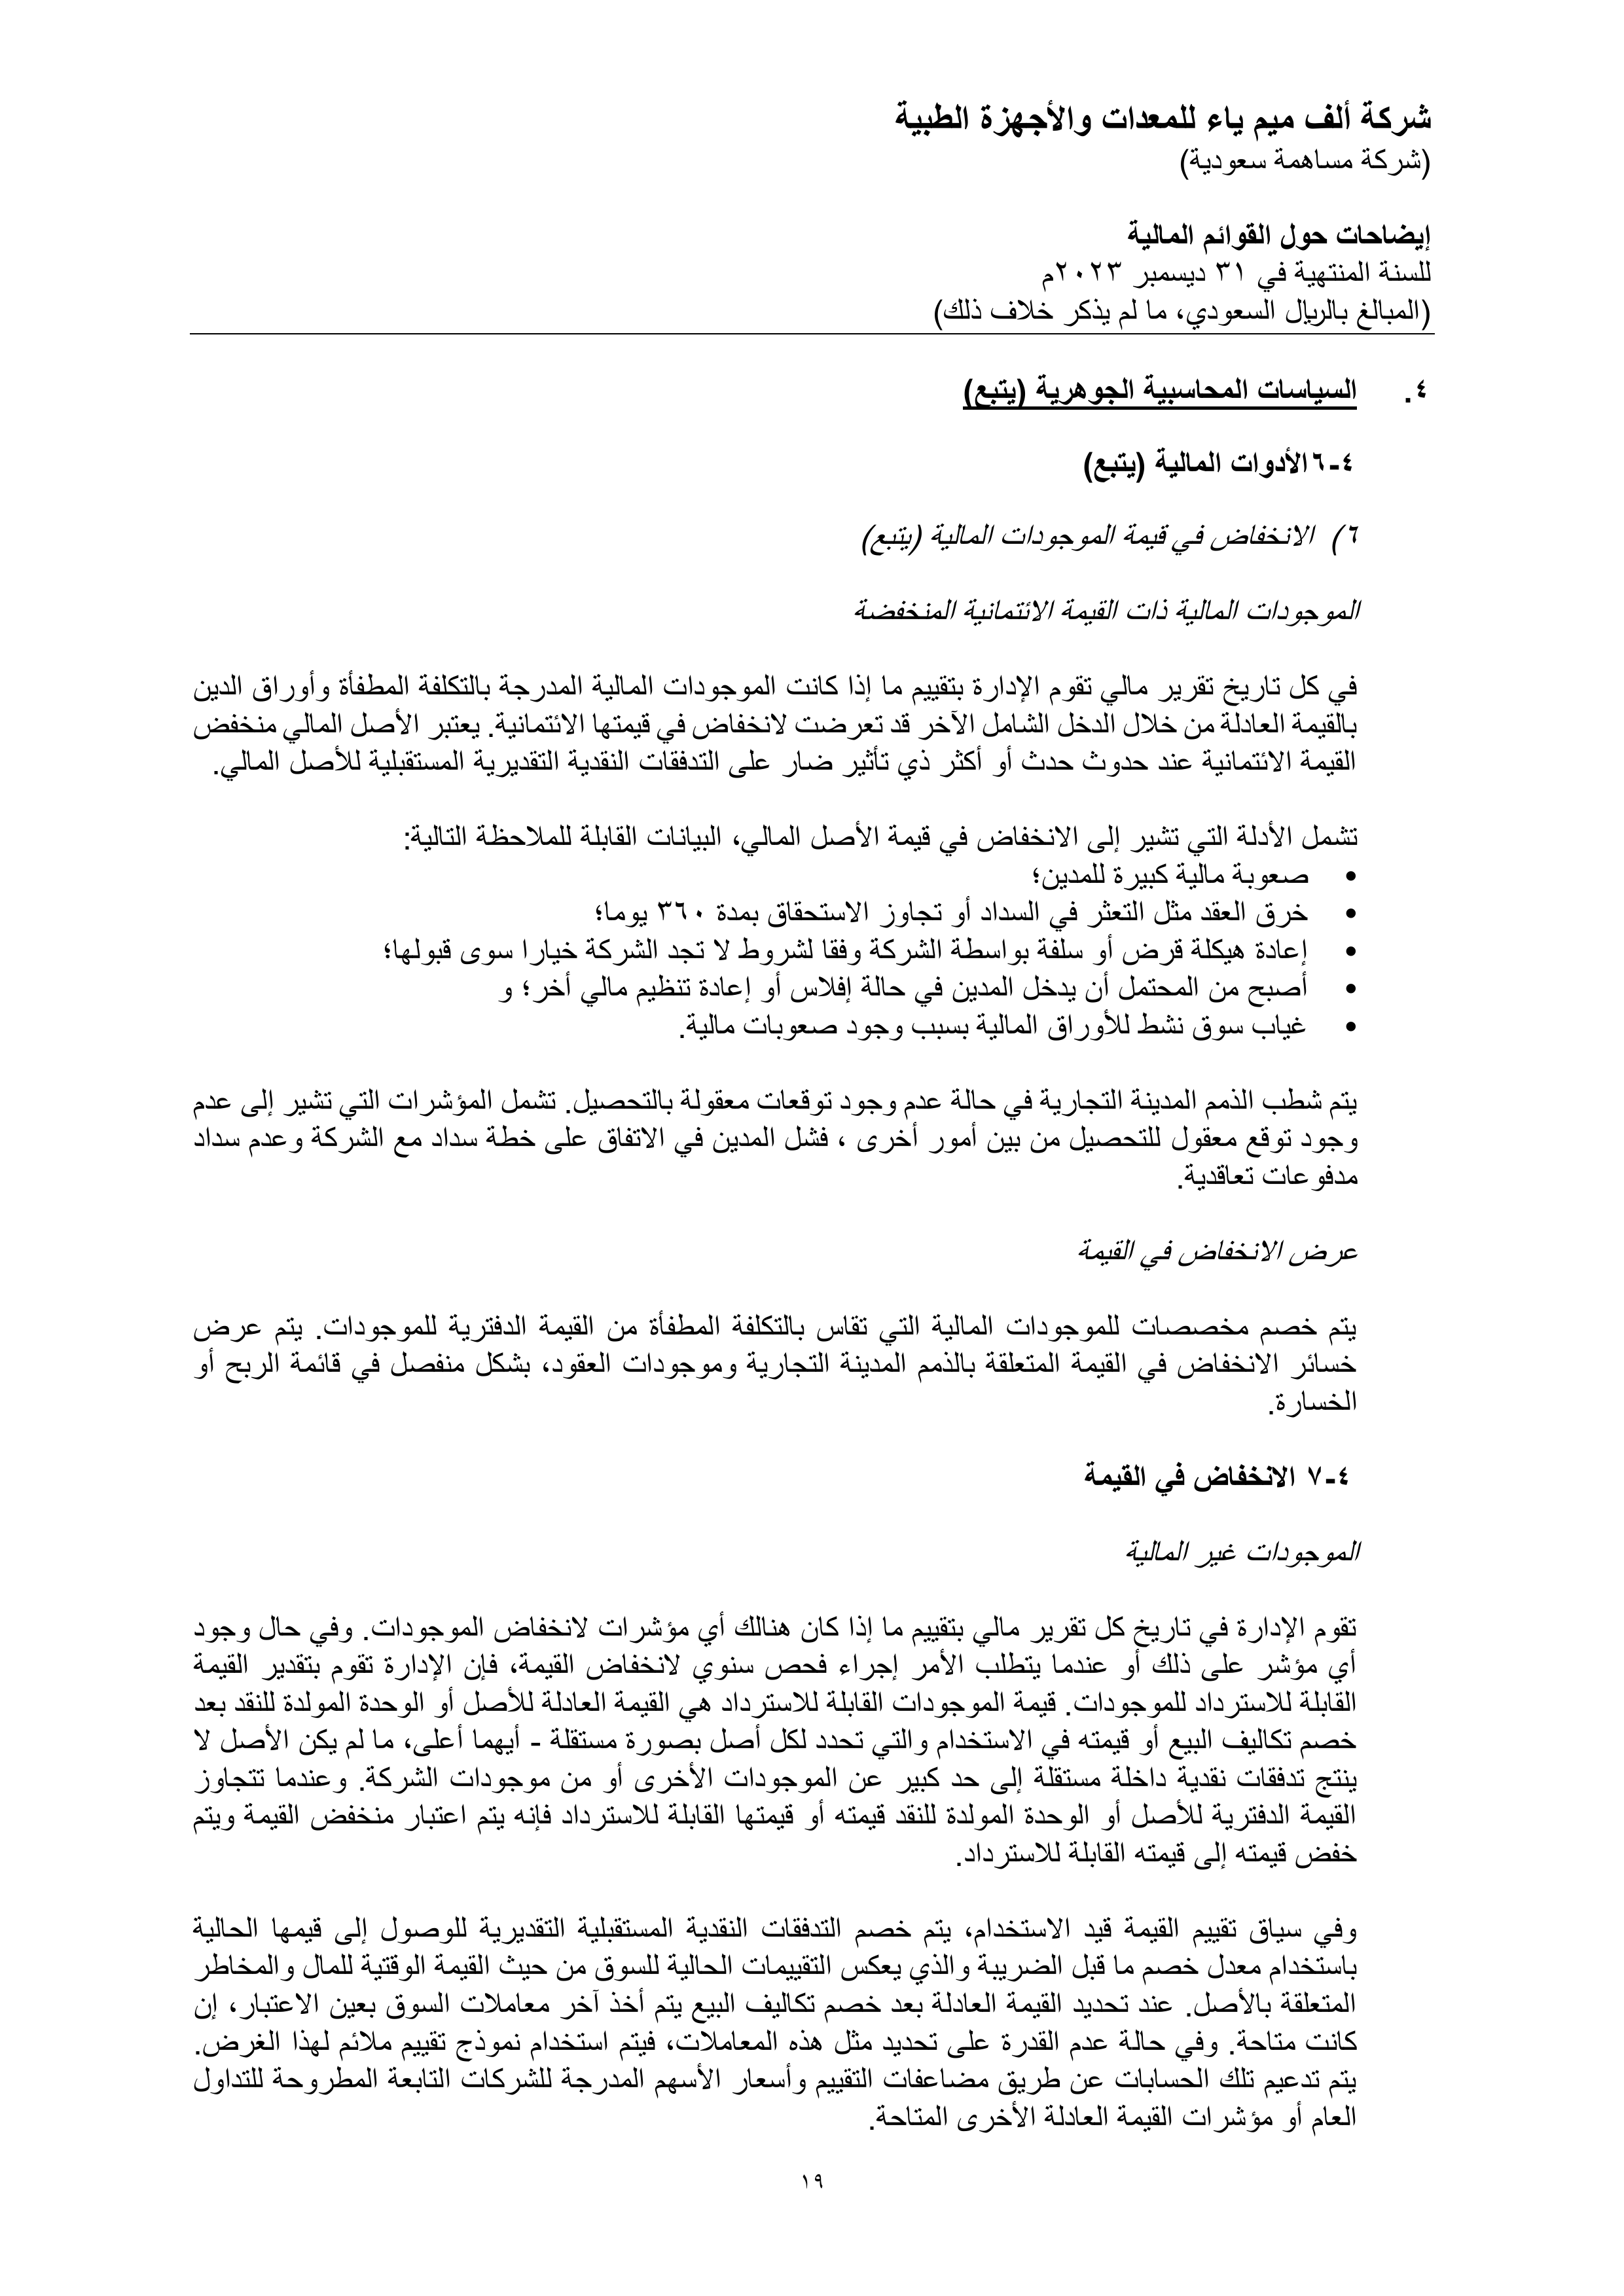 شركة ألف ميم ياء للمعدات والأجهزة الطبية
(شركة مساهمة سعودية)
إيضاحات حول القوائم المالية
للسنة المنتهية في ٣١ ديسمبر ٢٠٢٣م
(المبالغ بالريال السعودي، ما لم يذكر خلاف ذلك)
٤. السياسات المحاسبية الجوهرية (يتبع)
٤-٦ الأدوات المالية (يتبع)
٦) الانخفاض في قيمة الموجودات المالية (يتبع)
الموجودات المالية ذات القيمة الائتمانية المنخفضة
في كل تاريخ تقرير مالي تقوم الإدارة بتقييم ما إذا كانت الموجودات المالية المدرجة بالتكلفة المطفأة وأوراق الدين
بالقيمة العادلة من خلال الدخل الشامل الآخر قد تعرضت لانخفاض في قيمتها الائتمانية. يعتبر الأصل المالي منخفض
القيمة الائتمانية عند حدوث حدث أو أكثر ذي تأثير ضار على التدفقات النقدية التقديرية المستقبلية للأصل المالي.
تشمل الأدلة التي تشير إلى الانخفاض في قيمة الأصل المالي، البيانات القابلة للملاحظة التالية:
• صعوبة مالية كبيرة للمدين؛
• خرق العقد مثل التعثر في السداد أو تجاوز الاستحقاق بمدة ٣٦٠ يوما؛
• إعادة هيكلة قرض أو سلفة بواسطة الشركة وفقا لشروط لا تجد الشركة خيارا سوى قبولها؛
• أصبح من المحتمل أن يدخل المدين في حالة إفلاس أو إعادة تنظيم مالي أخر؛ و
• غياب سوق نشط للأوراق المالية بسبب وجود صعوبات مالية.
يتم شطب الذمم المدينة التجارية في حالة عدم وجود توقعات معقولة بالتحصيل. تشمل المؤشرات التي تشير إلى عدم
وجود توقع معقول للتحصيل من بين أمور أخرى ، فشل المدين في الاتفاق على خطة سداد مع الشركة وعدم سداد
مدفوعات تعاقدية.
عرض الانخفاض في القيمة
يتم خصم مخصصات للموجودات المالية التي تقاس بالتكلفة المطفأة من القيمة الدفترية للموجودات. يتم عرض
خسائر الانخفاض في القيمة المتعلقة بالذمم المدينة التجارية وموجودات العقود، بشكل منفصل في قائمة الربح أو
الخسارة.
٤-٧ الانخفاض في القيمة
الموجودات غير المالية
تقوم الإدارة في تاريخ كل تقرير مالي بتقييم ما إذا كان هنالك أي مؤشرات لانخفاض الموجودات. وفي حال وجود
أي مؤشر على ذلك أو عندما يتطلب الأمر إجراء فحص سنوي لانخفاض القيمة، فإن الإدارة تقوم بتقدير القيمة
القابلة للاسترداد للموجودات. قيمة الموجودات القابلة للاسترداد هي القيمة العادلة للأصل أو الوحدة المولدة للنقد بعد
خصم تكاليف البيع أو قيمته في الاستخدام والتي تحدد لكل أصل بصورة مستقلة - أيهما أعلى، ما لم يكن الأصل لا
ينتج تدفقات نقدية داخلة مستقلة إلى حد كبير عن الموجودات الأخرى أو من موجودات الشركة. وعندما تتجاوز
القيمة الدفترية للأصل أو الوحدة المولدة للنقد قيمته أو قيمتها القابلة للاسترداد فإنه يتم اعتبار منخفض القيمة ويتم
خفض قيمته إلى قيمته القابلة للاسترداد.
وفي سياق تقييم القيمة قيد الاستخدام، يتم خصم التدفقات النقدية المستقبلية التقديرية للوصول إلى قيمها الحالية
باستخدام معدل خصم ما قبل الضريبة والذي يعكس التقييمات الحالية للسوق من حيث القيمة الوقتية للمال والمخاطر
المتعلقة بالأصل. عند تحديد القيمة العادلة بعد خصم تكاليف البيع يتم أخذ آخر معاملات السوق بعين الاعتبار، إن
كانت متاحة. وفي حالة عدم القدرة على تحديد مثل هذه المعاملات، فيتم استخدام نموذج تقييم ملائم لهذا الغرض.
يتم تدعيم تلك الحسابات عن طريق مضاعفات التقييم وأسعار الأسهم المدرجة للشركات التابعة المطروحة للتداول
العام أو مؤشرات القيمة العادلة الأخرى المتاحة.
١٩